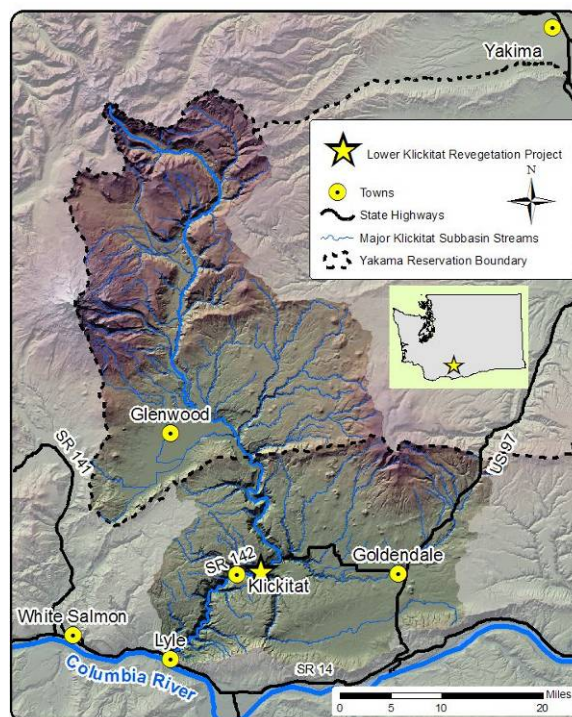 Yakima
Lower Klickitat Revegetation Project
N
Towns
State Highways
Major Klickitat Subbasin Streams
Yakama Reservation Boundary
Glenwood
SR 141
US 97
SR 142
Goldendale
Klickitat
White Salmon
Lyle
Columbia River
SR 14
Miles
0 5 10 20